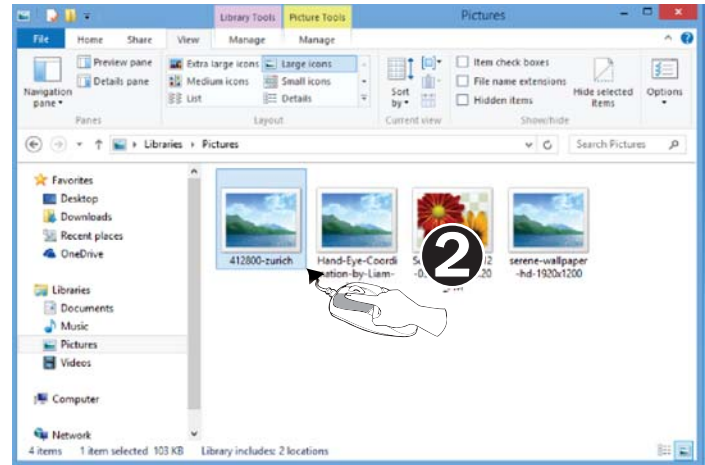 Library Tools Picture Tools Pictures
File Home Share View Manage Manage
Navigation pane
Preview pane
Details pane
Panes
Extra large icons Large icons
Medium icons Small icons
List Details
Layout
Sort by
Current view
Item check boxes
File name extensions
Hidden items
Hide selected items
Show/hide
Options
Libraries Pictures
Search Pictures
Favorites
Desktop
Downloads
Recent places
OneDrive
Libraries
Documents
Music
Pictures
Videos
Computer
Network
412800-zurich
Hand-Eye-Coordi
nation-by-Liam-
2
serene-wallpaper
-hd-1920x1200
4 items 1 item selected 103 KB Library includes: 2 locations